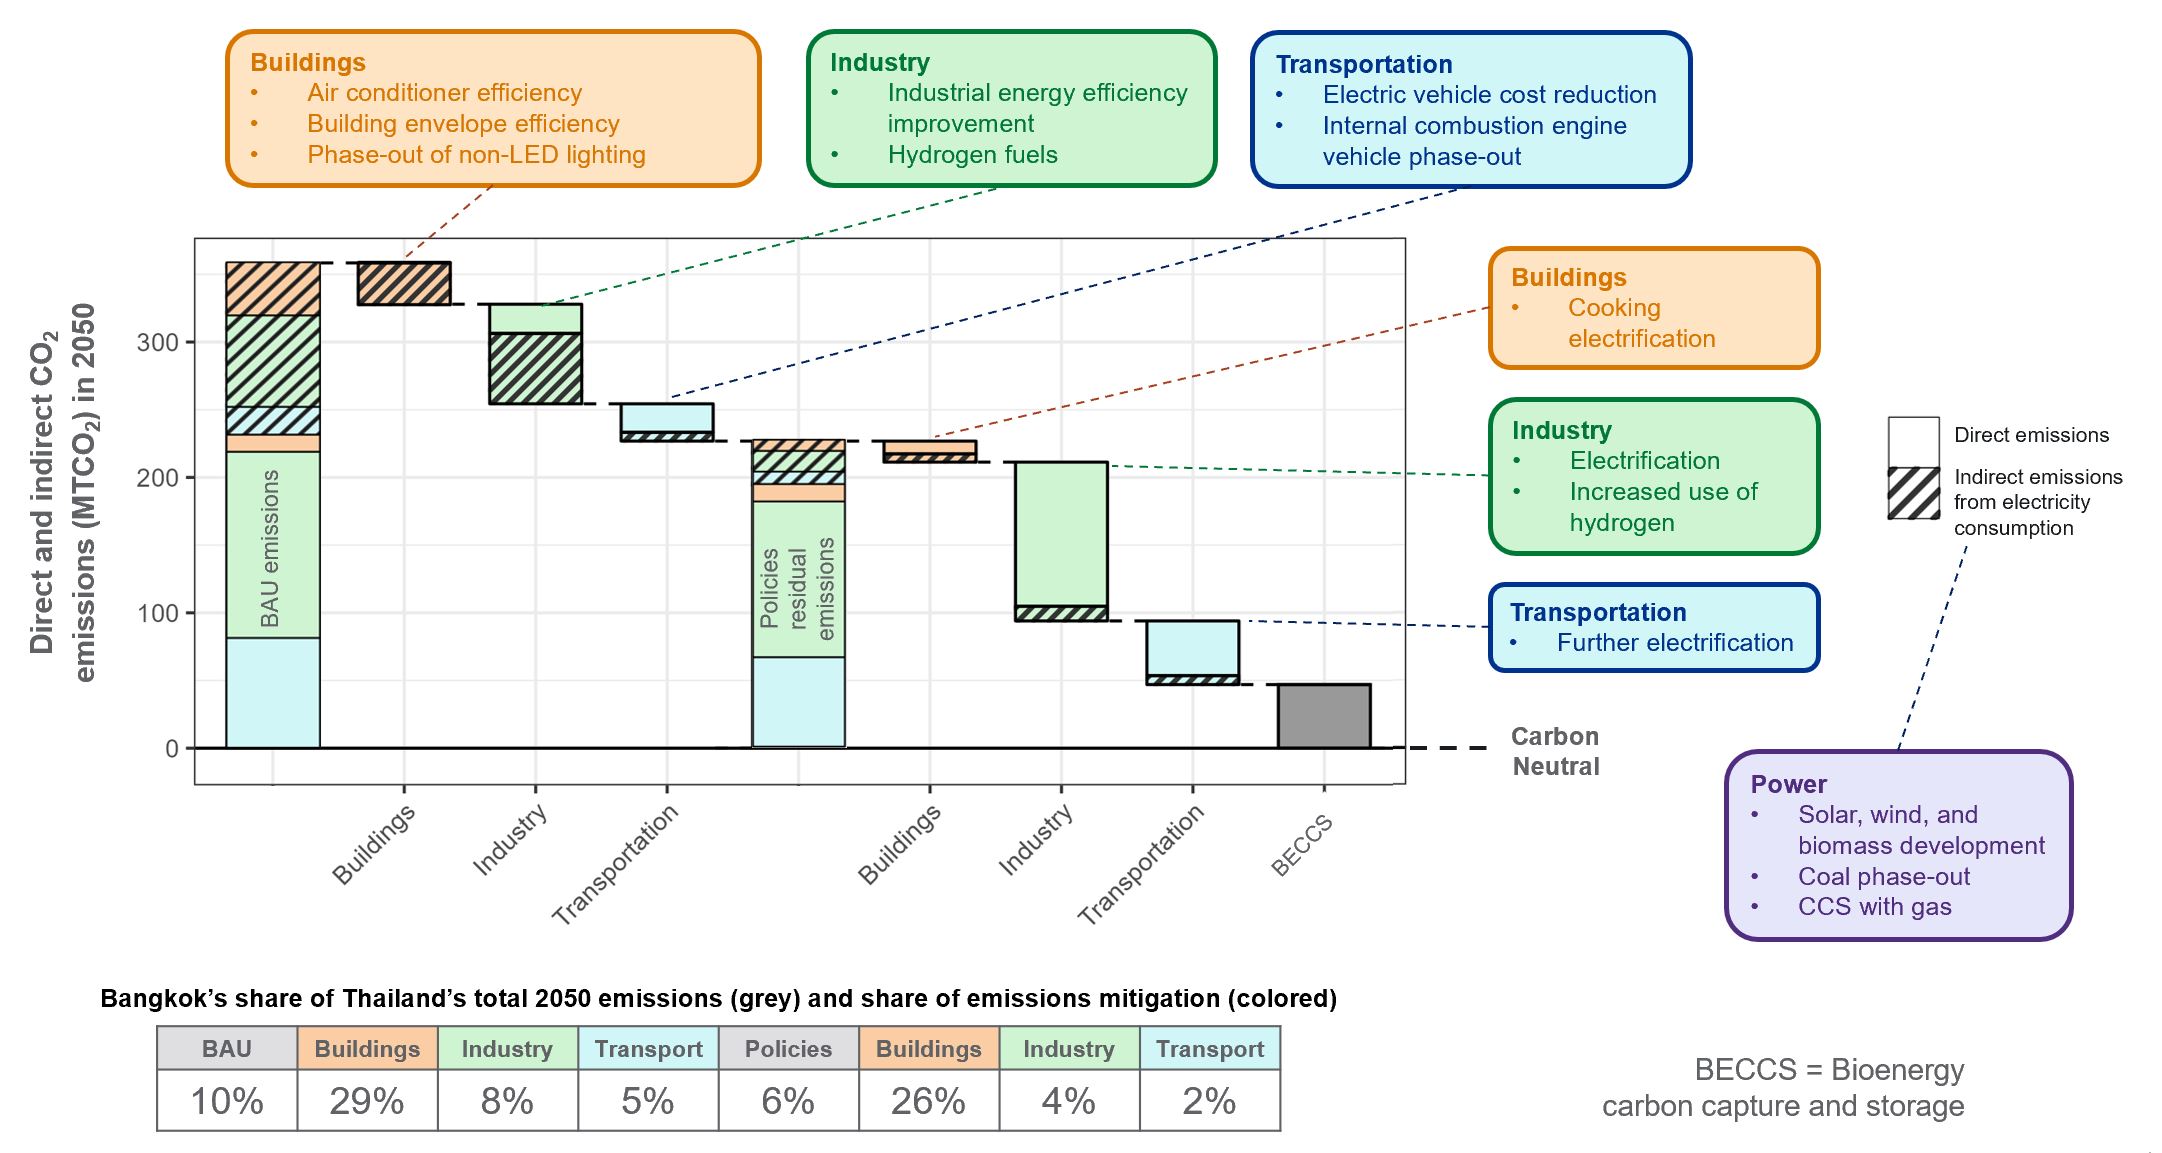 Buildings
• Air conditioner efficiency
• Building envelope efficiency
• Phase-out of non-LED lighting
Industry
• Industrial energy efficiency
improvement
• Hydrogen fuels
Transportation
• Electric vehicle cost reduction
• Internal combustion engine
vehicle phase-out
Direct and indirect CO2
emissions (MTCO2) in 2050
300
200
100
0
BAU emissions
Policies
residual
emissions
Buildings
Industry
Transportation
Buildings
Industry
Transportation
BECCS
Buildings
• Cooking
electrification
Industry
• Electrification
• Increased use of
hydrogen
Transportation
• Further electrification
Carbon
Neutral
Direct emissions
Indirect emissions
from electricity
consumption
Power
• Solar, wind, and
biomass development
• Coal phase-out
• CCS with gas
Bangkok’s share of Thailand’s total 2050 emissions (grey) and share of emissions mitigation (colored)
BAU Buildings Industry Transport Policies Buildings Industry Transport
10% 29% 8% 5% 6% 26% 4% 2%
BECCS = Bioenergy
carbon capture and storage